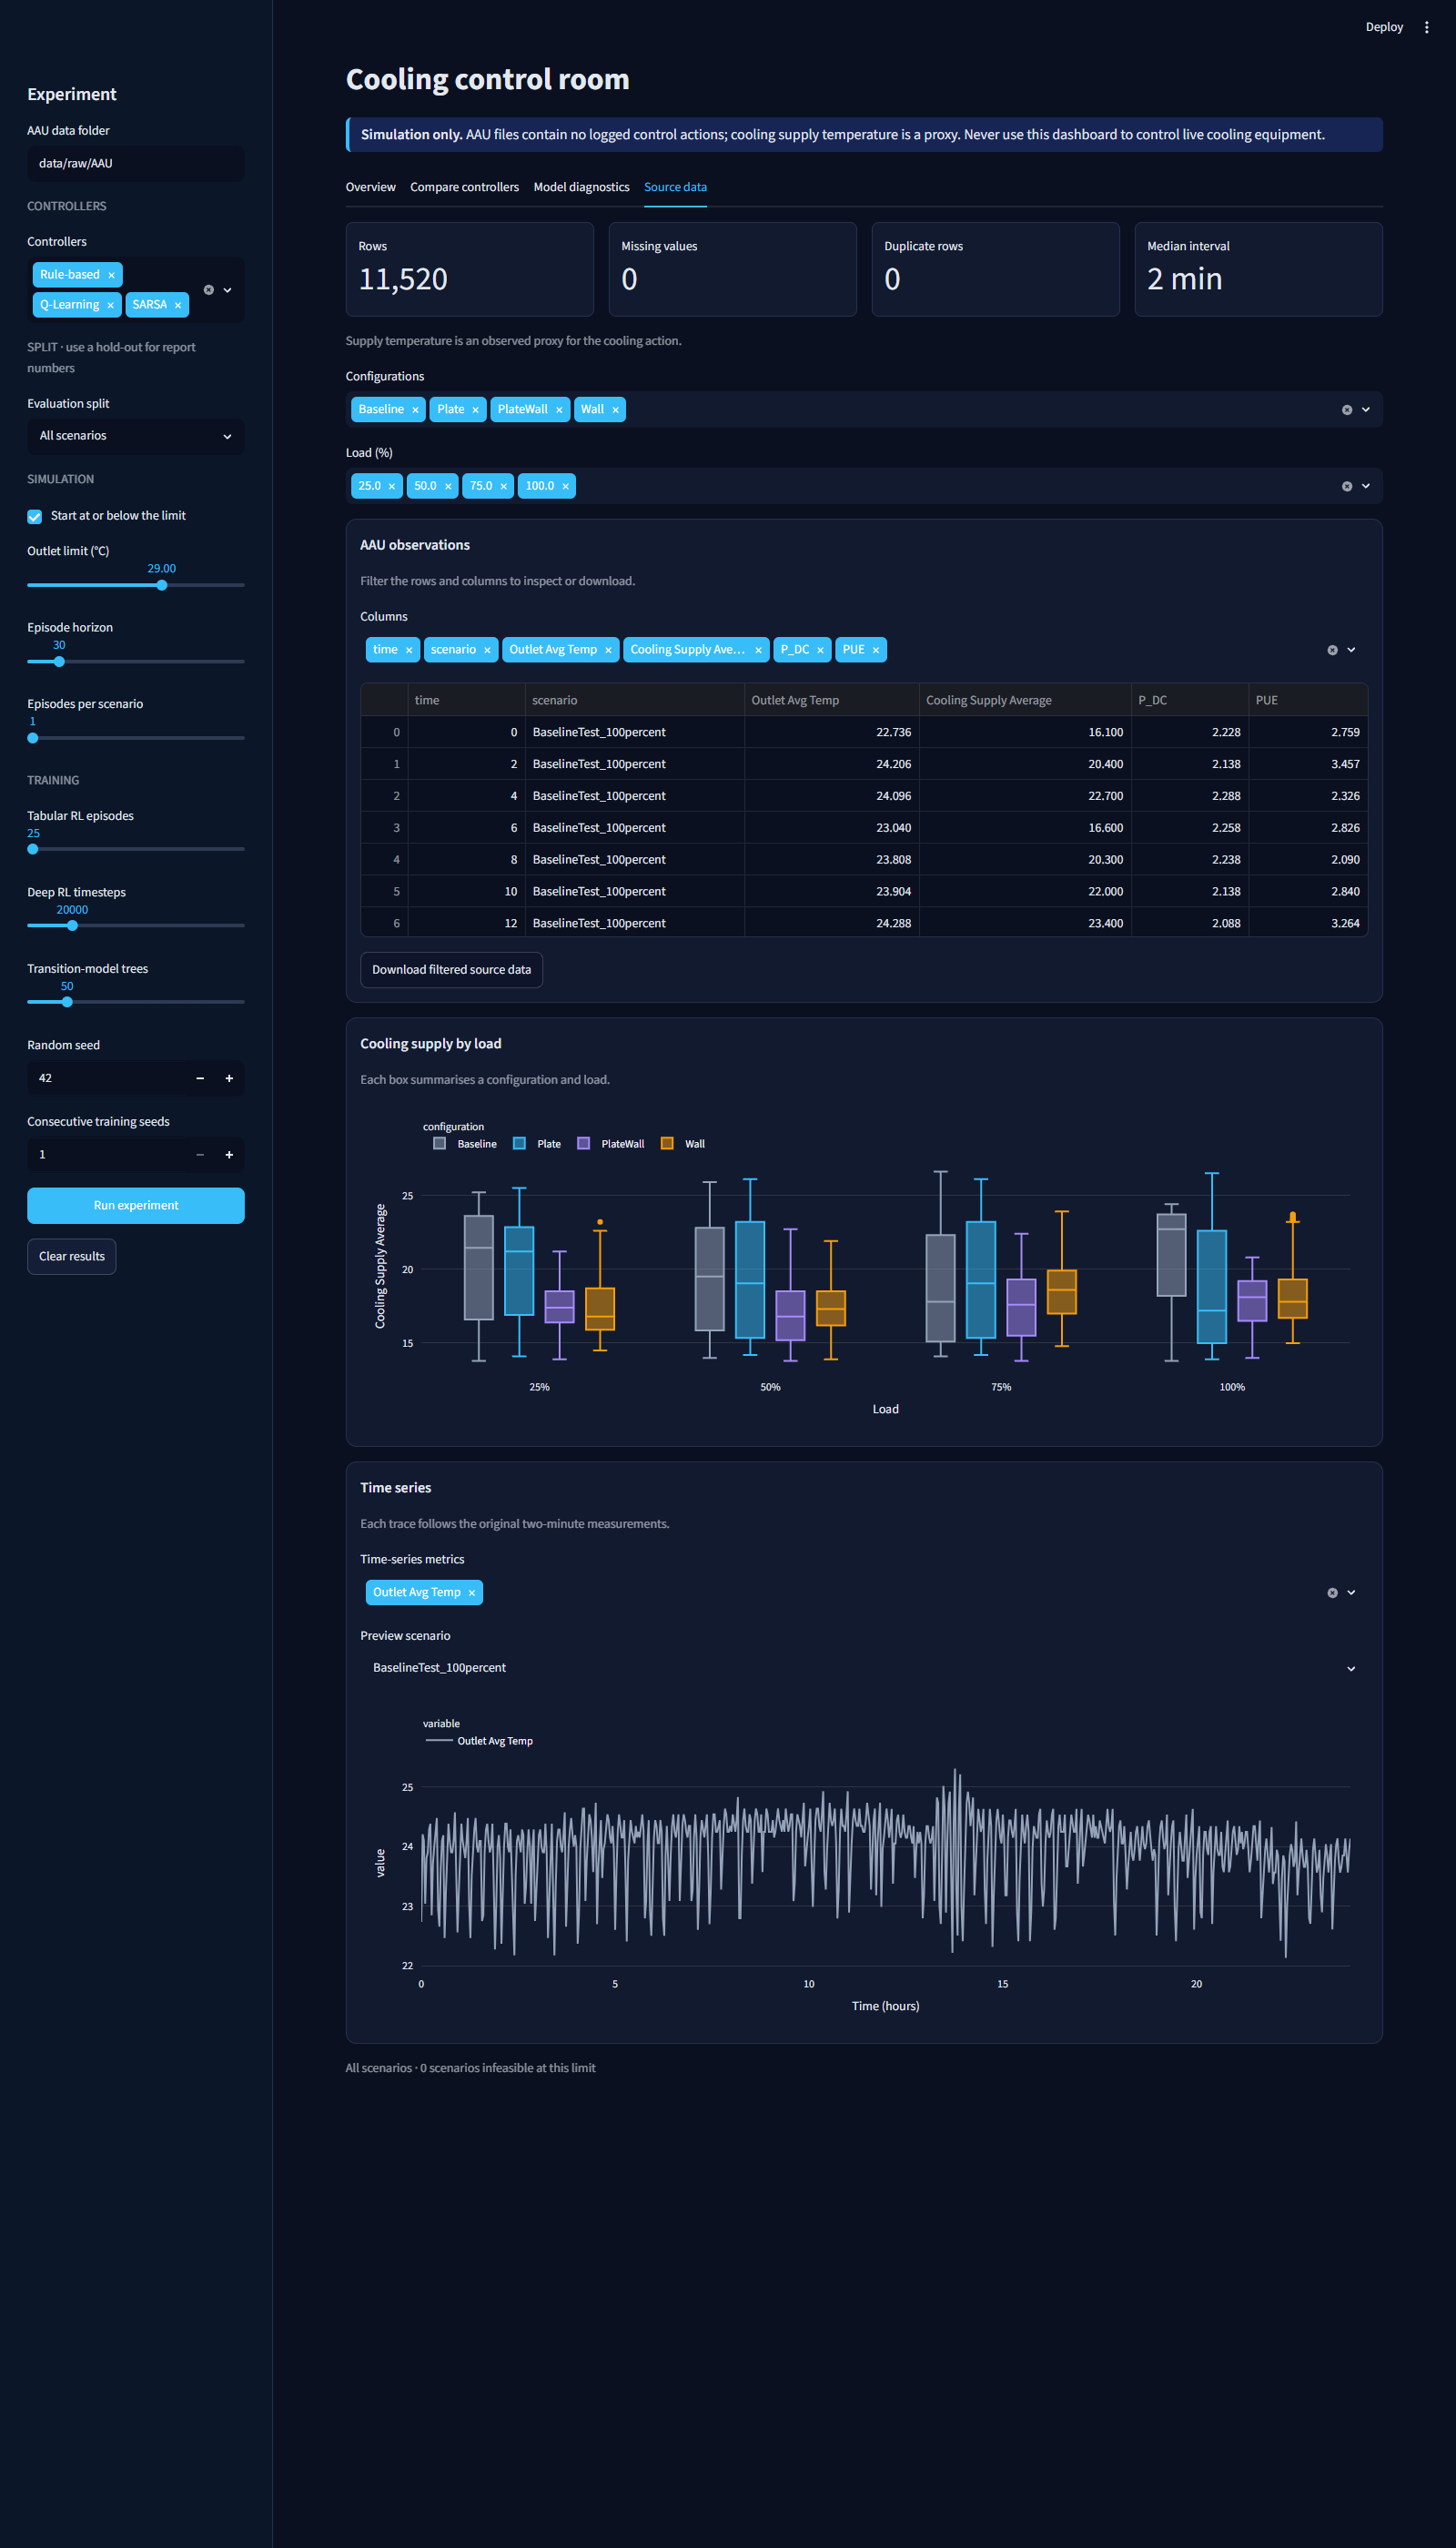 Deploy
Experiment
AAU data folder
data/raw/AAU
CONTROLLERS
Controllers
Rule-based ×
Q-Learning × SARSA ×
SPLIT · use a hold-out for report
numbers
Evaluation split
All scenarios
SIMULATION
Start at or below the limit
Outlet limit (°C)
29.00
Episode horizon
30
Episodes per scenario
1
TRAINING
Tabular RL episodes
25
Deep RL timesteps
20000
Transition-model trees
50
Random seed
42 − +
Consecutive training seeds
1 − +
Run experiment
Clear results
Cooling control room
Simulation only. AAU files contain no logged control actions; cooling supply temperature is a proxy. Never use this dashboard to control live cooling equipment.
Overview Compare controllers Model diagnostics Source data
Rows Missing values Duplicate rows Median interval
11,520 0 0 2 min
Supply temperature is an observed proxy for the cooling action.
Configurations
Baseline × Plate × PlateWall × Wall ×
Load (%)
25.0 × 50.0 × 75.0 × 100.0 ×
AAU observations
Filter the rows and columns to inspect or download.
Columns
time × scenario × Outlet Avg Temp × Cooling Supply Ave... × P_DC × PUE ×
time scenario Outlet Avg Temp Cooling Supply Average P_DC PUE
0 0 BaselineTest_100percent 22.736 16.100 2.228 2.759
1 2 BaselineTest_100percent 24.206 20.400 2.138 3.457
2 4 BaselineTest_100percent 24.096 22.700 2.288 2.326
3 6 BaselineTest_100percent 23.040 16.600 2.258 2.826
4 8 BaselineTest_100percent 23.808 20.300 2.238 2.090
5 10 BaselineTest_100percent 23.904 22.000 2.138 2.840
6 12 BaselineTest_100percent 24.288 23.400 2.088 3.264
Download filtered source data
Cooling supply by load
Each box summarises a configuration and load.
configuration
Baseline Plate PlateWall Wall
Cooling Supply Average
25
20
15
25% 50% 75% 100%
Load
Time series
Each trace follows the original two-minute measurements.
Time-series metrics
Outlet Avg Temp ×
Preview scenario
BaselineTest_100percent
variable
Outlet Avg Temp
value
25
24
23
22
0 5 10 15 20
Time (hours)
All scenarios · 0 scenarios infeasible at this limit